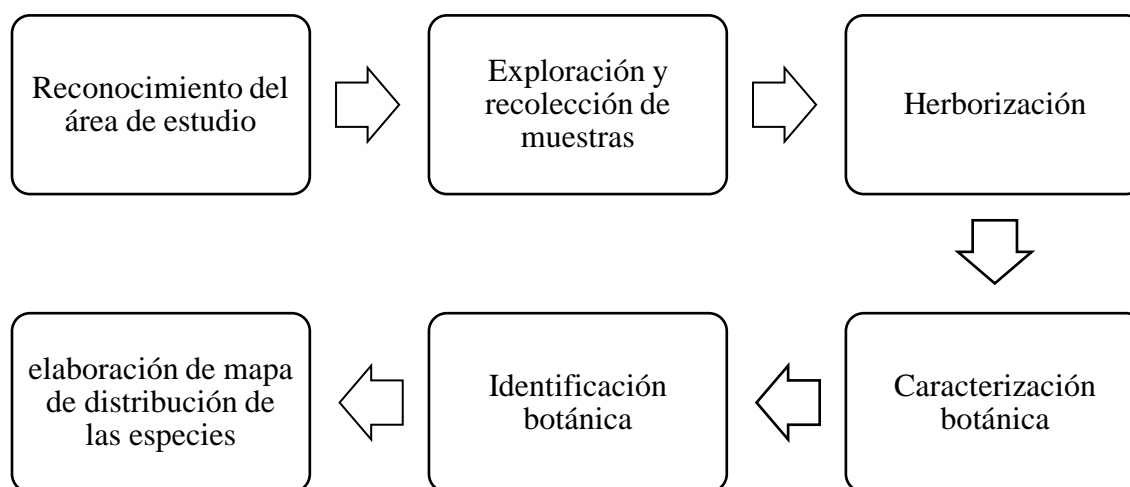 Reconocimiento del
área de estudio
Exploración y
recolección de
muestras
Herborización
Caracterización
botánica
Identificación
botánica
elaboración de mapa
de distribución de
las especies